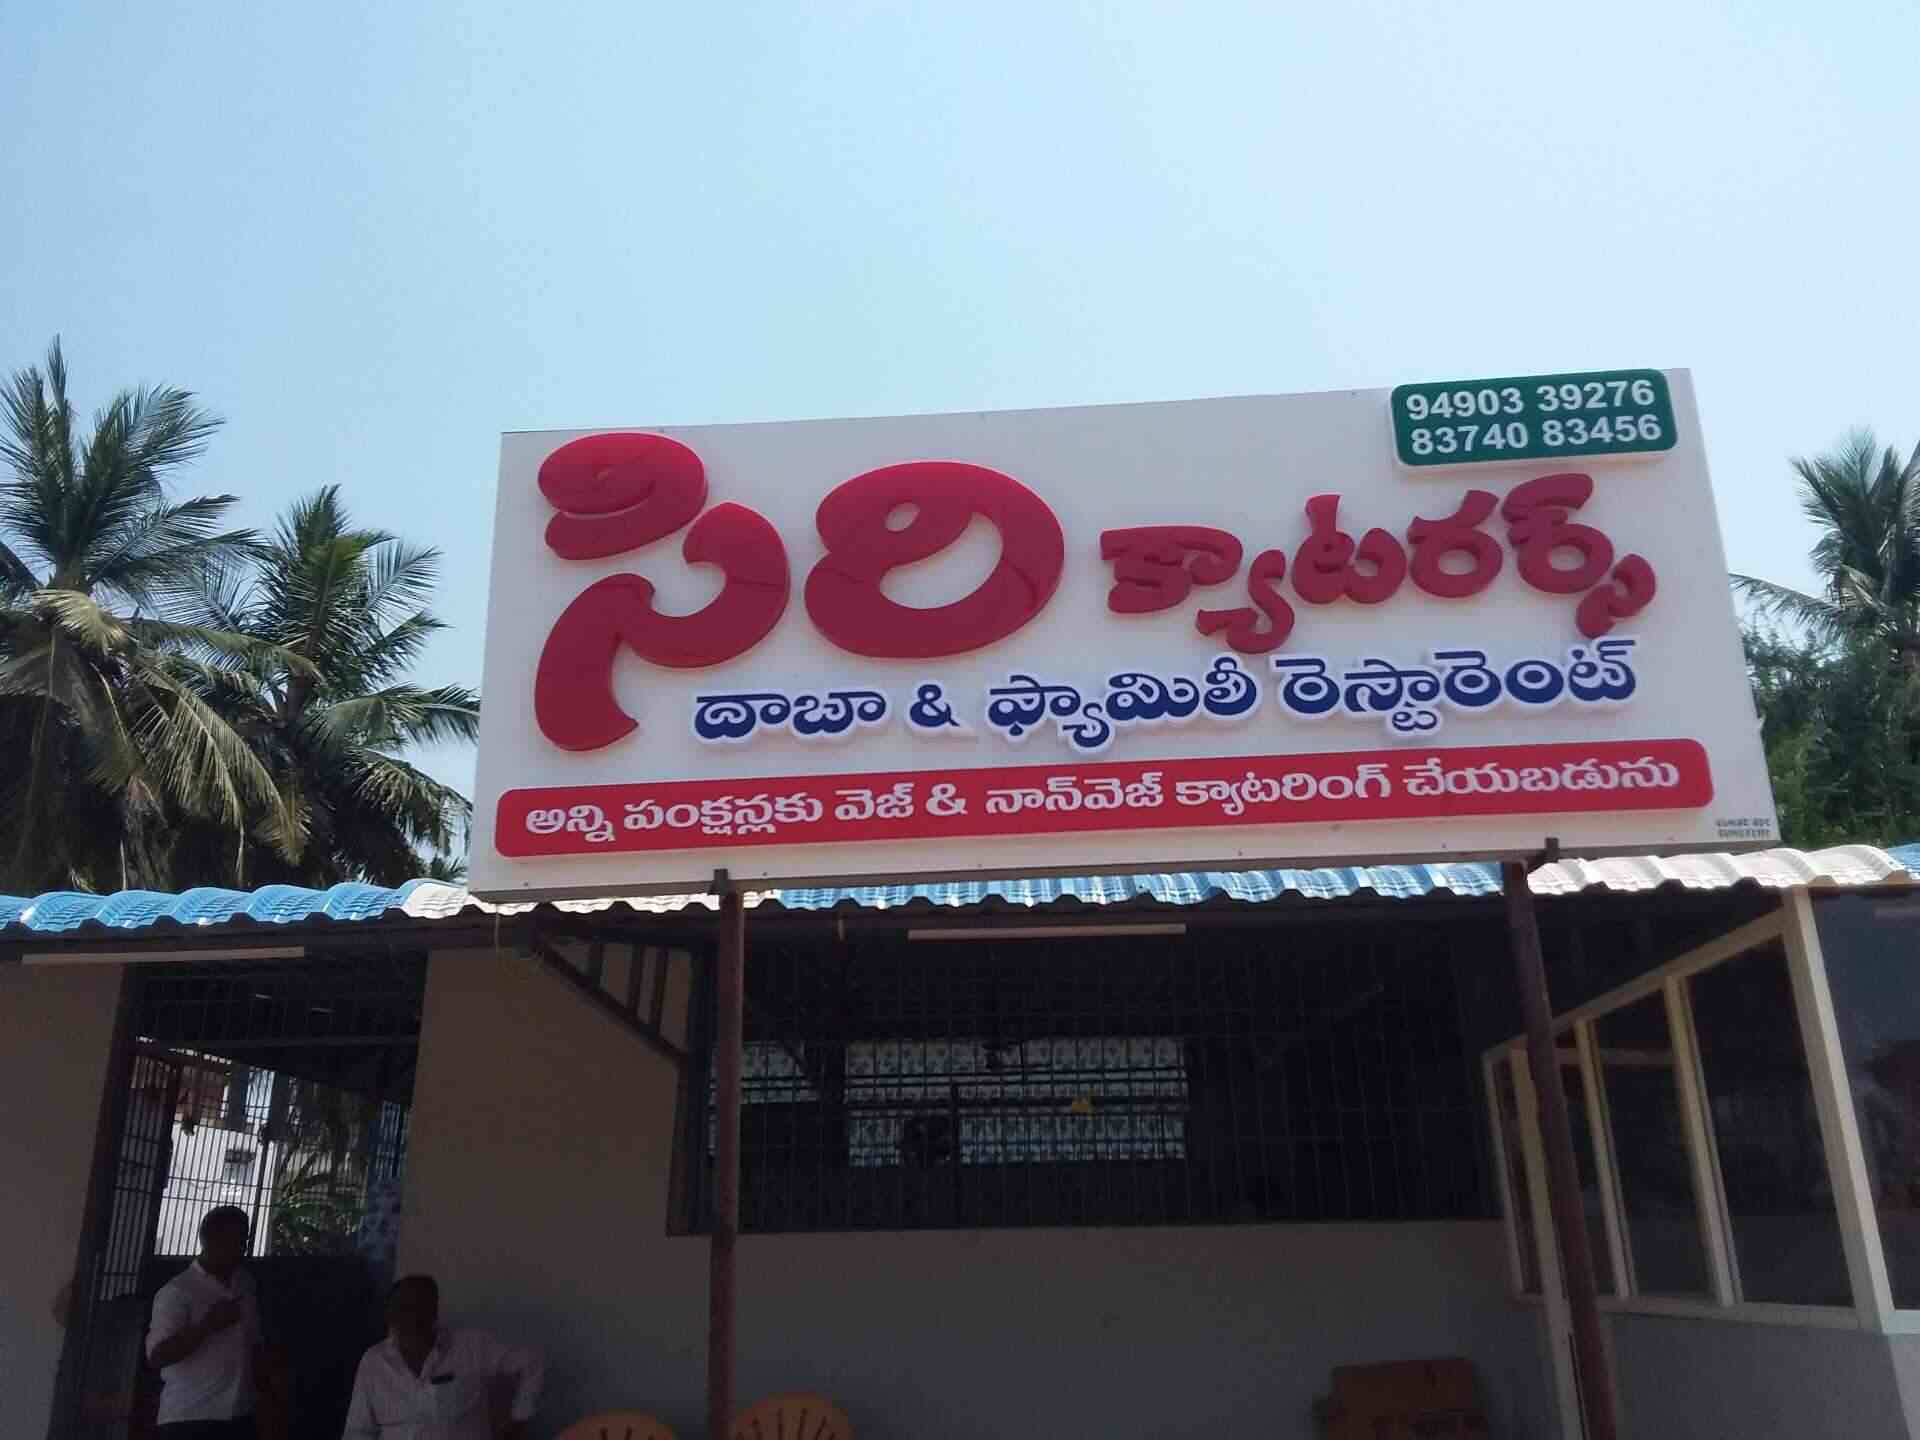 94903 39276
83740 83456
సిరి క్యాటరర్స్
దాబా & ఫ్యామిలీ రెస్టారెంట్
అన్ని పంక్షన్లకు వెజ్ & నాన్‌వెజ్ క్యాటరింగ్ చేయబడును